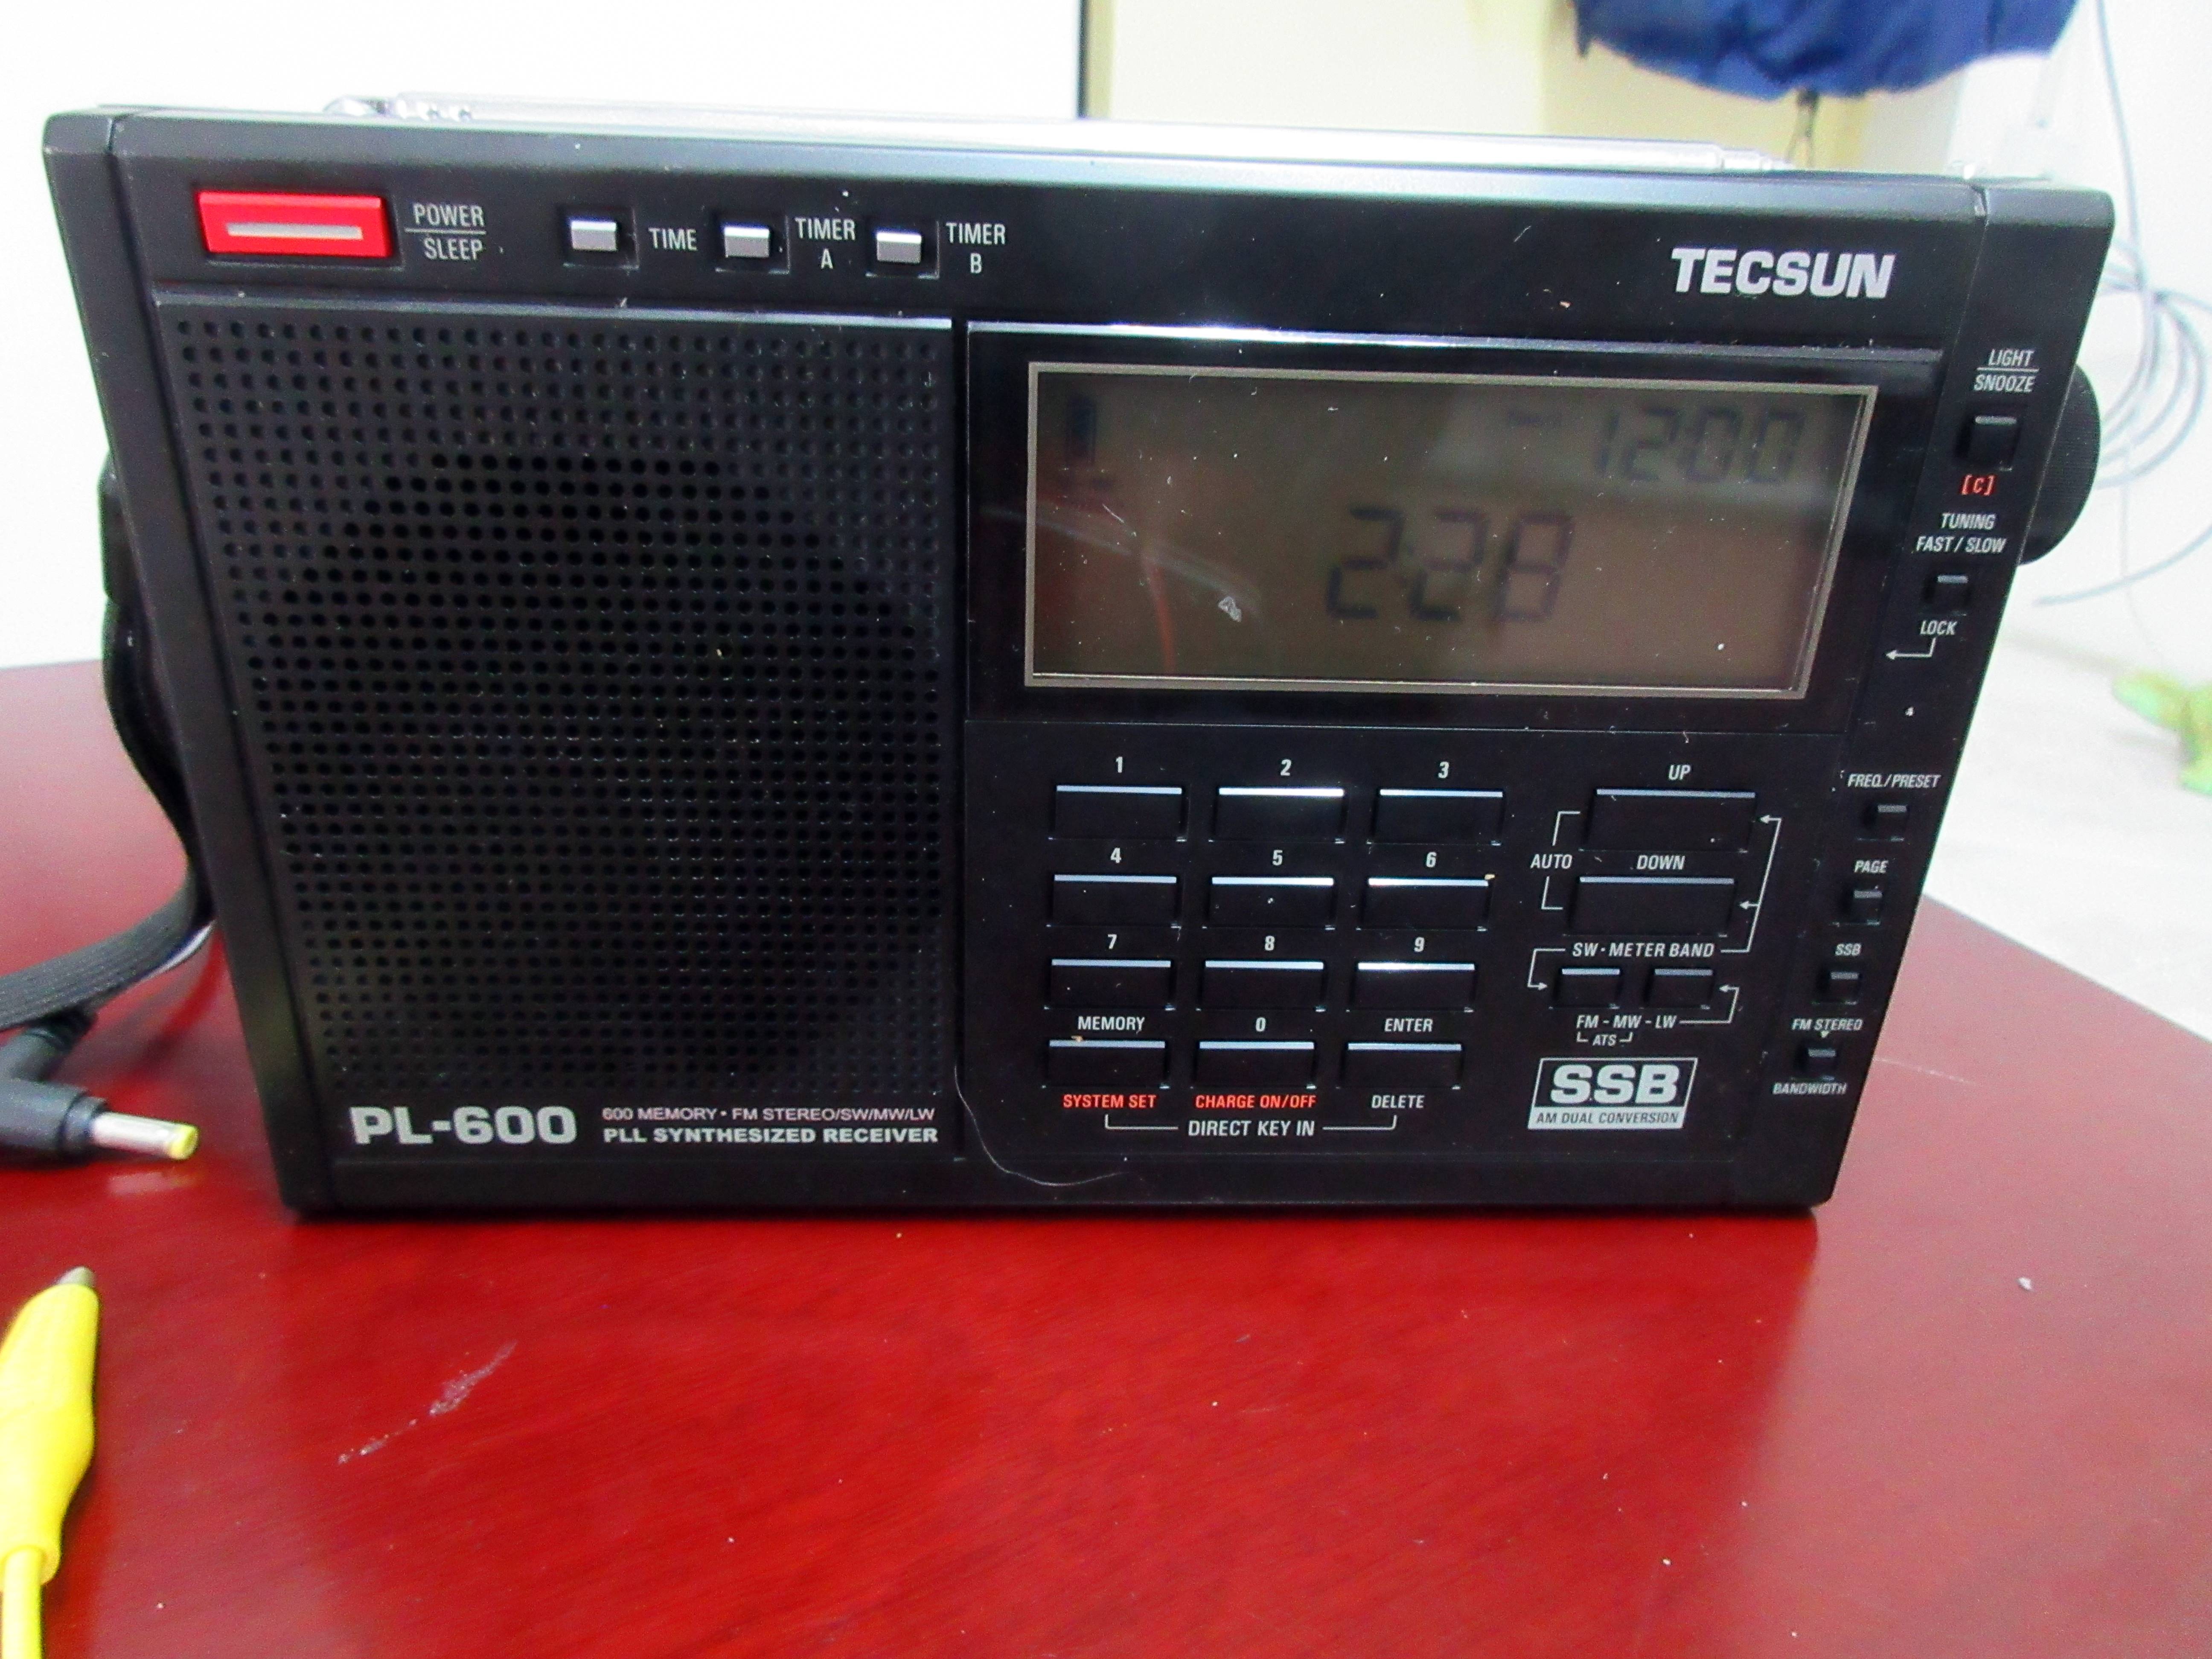 POWER
SLEEP
TIME
TIMER
A
TIMER
B
TECSUN
LIGHT
SNOOZE
[C]
TUNING
FAST / SLOW
LOCK
1200
2:28
1
2
3
UP
FREQ./PRESET
4
5
6
AUTO
DOWN
PAGE
7
8
9
SW · METER BAND
SSB
MEMORY
0
ENTER
FM - MW - LW
ATS
FM STEREO
BANDWIDTH
SYSTEM SET
CHARGE ON/OFF
DELETE
DIRECT KEY IN
SSB
AM DUAL CONVERSION
PL-600
600 MEMORY • FM STEREO/SW/MW/LW
PLL SYNTHESIZED RECEIVER